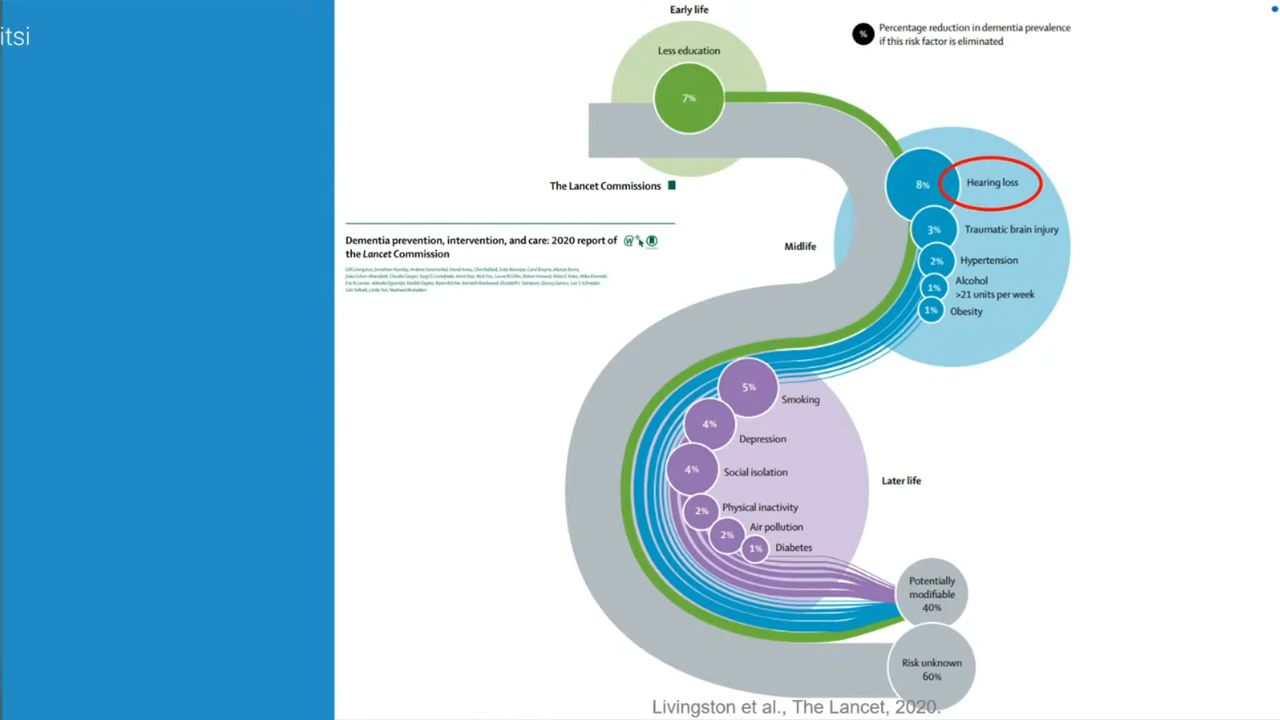 itsi
Early life
Less education
7%
% Percentage reduction in dementia prevalence
if this risk factor is eliminated
The Lancet Commissions
Dementia prevention, intervention, and care: 2020 report of
the Lancet Commission
Midlife
8% Hearing loss
3% Traumatic brain injury
2% Hypertension
1% Alcohol
>21 units per week
1% Obesity
5% Smoking
4% Depression
4% Social isolation
2% Physical inactivity
2% Air pollution
1% Diabetes
Later life
Potentially
modifiable
40%
Risk unknown
60%
Livingston et al., The Lancet, 2020.